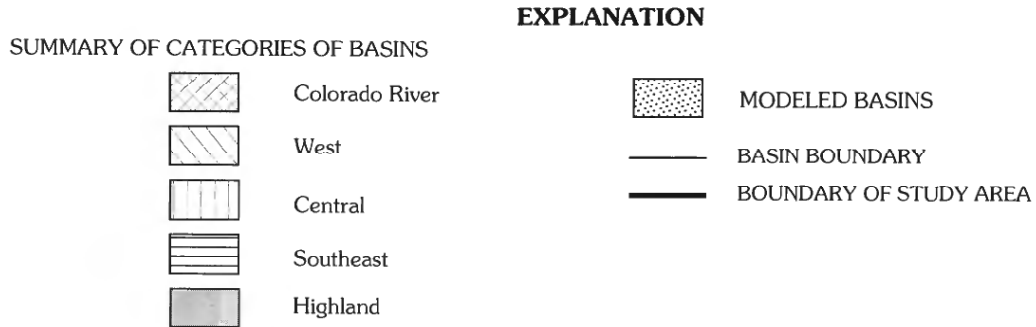 EXPLANATION
SUMMARY OF CATEGORIES OF BASINS
Colorado River
West
Central
Southeast
Highland
MODELED BASINS
BASIN BOUNDARY
BOUNDARY OF STUDY AREA